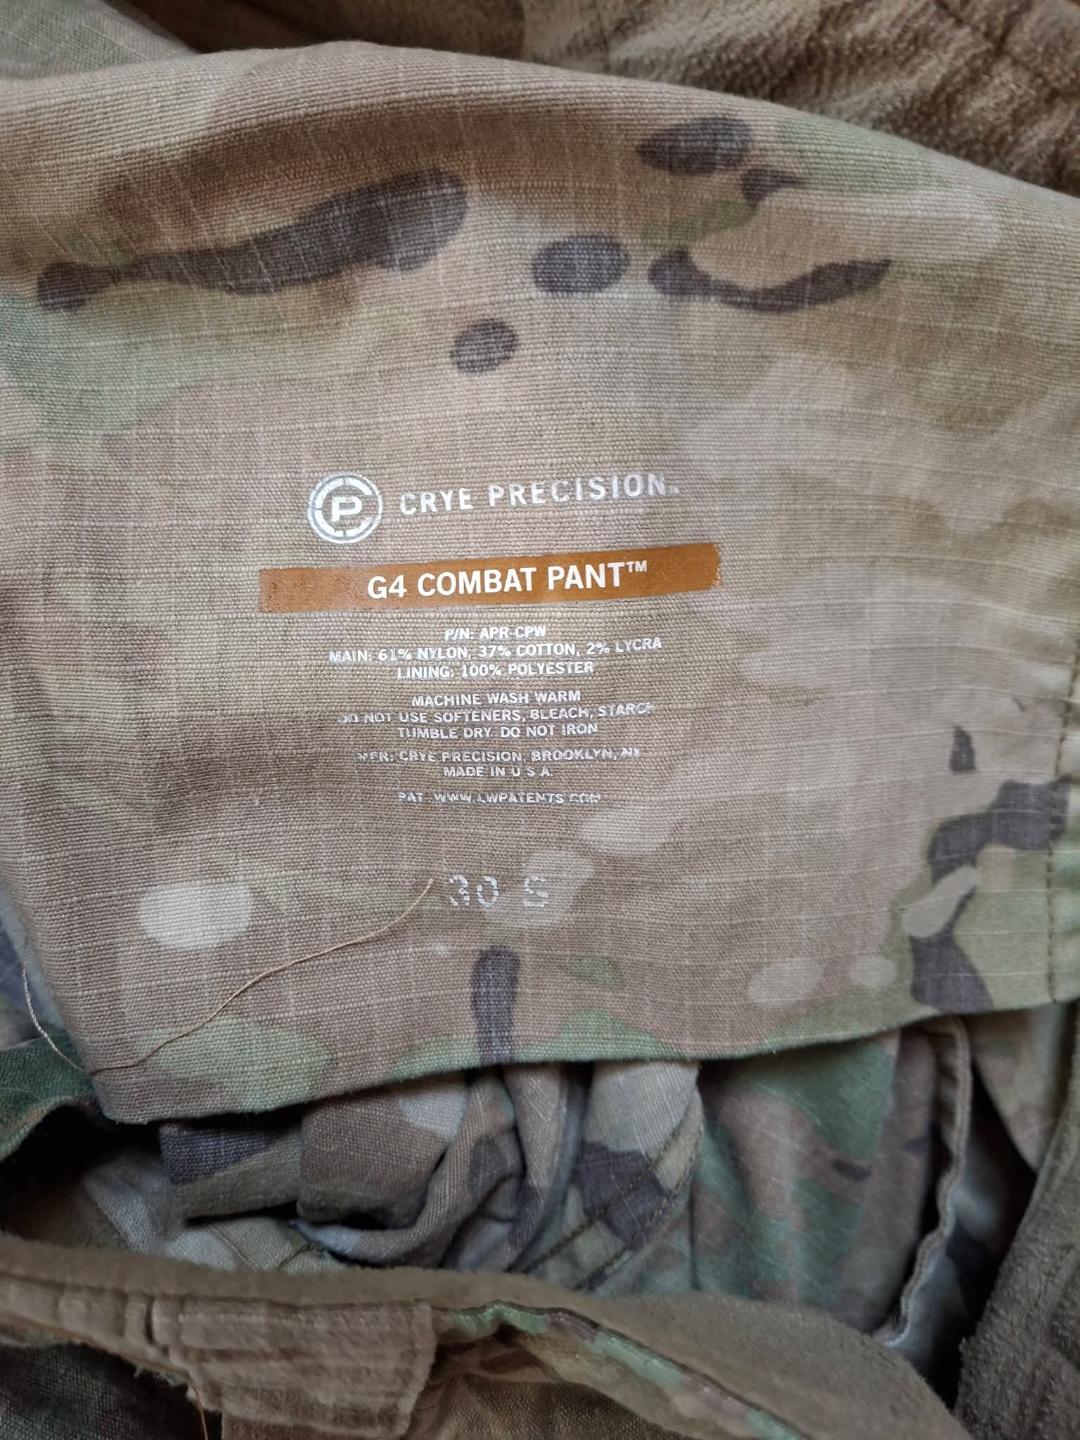 CP CRYE PRECISION.
G4 COMBAT PANT™
P/N: APR-CPW
MAIN: 61% NYLON, 37% COTTON, 2% LYCRA
LINING: 100% POLYESTER
MACHINE WASH WARM
DO NOT USE SOFTENERS, BLEACH, STARCH
TUMBLE DRY. DO NOT IRON
MFR: CRYE PRECISION, BROOKLYN, NY
MADE IN U.S.A.
PAT. WWW.LWPATENTS.COM
30 S